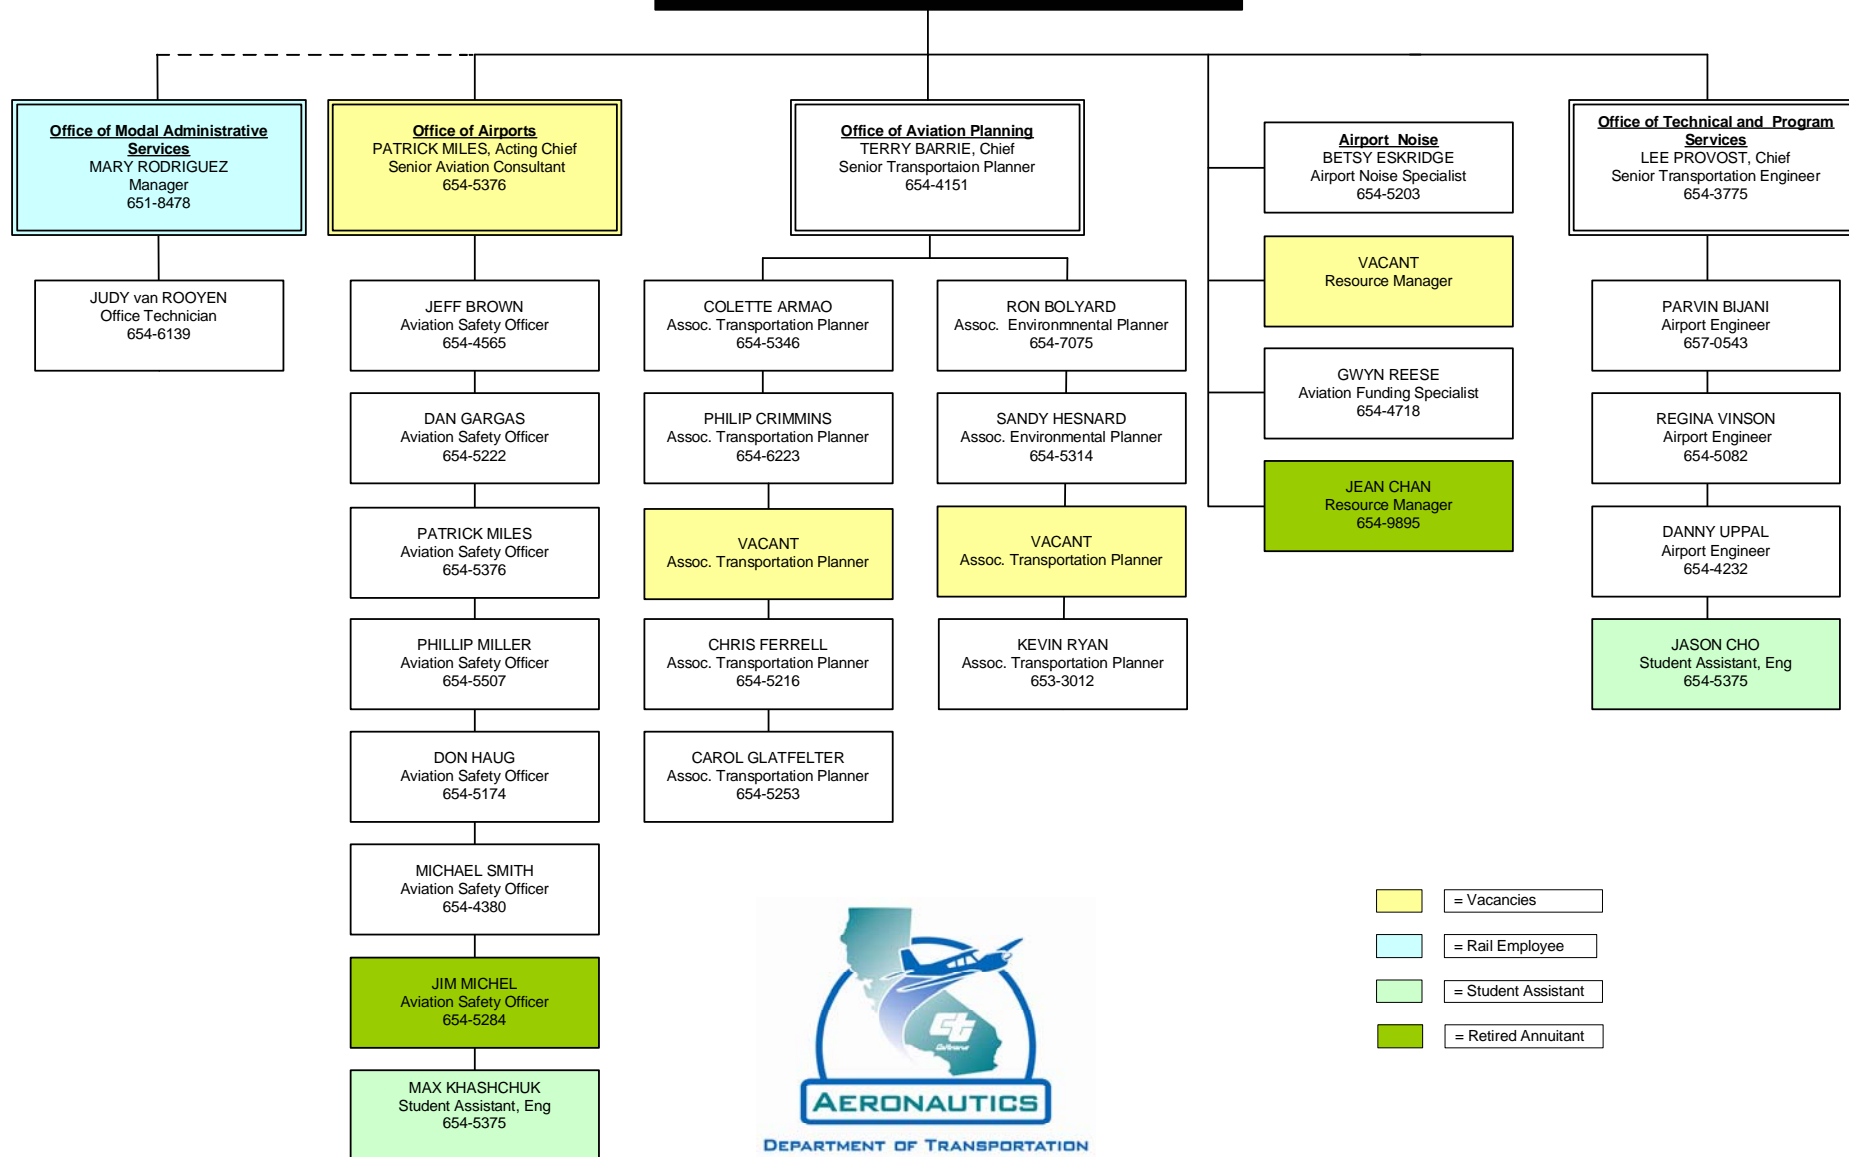 Office of Modal Administrative
Services
MARY RODRIGUEZ
Manager
651-8478
JUDY van ROOYEN
Office Technician
654-6139
Office of Airports
PATRICK MILES, Acting Chief
Senior Aviation Consultant
654-5376
JEFF BROWN
Aviation Safety Officer
654-4565
DAN GARGAS
Aviation Safety Officer
654-5222
PATRICK MILES
Aviation Safety Officer
654-5376
PHILLIP MILLER
Aviation Safety Officer
654-5507
DON HAUG
Aviation Safety Officer
654-5174
MICHAEL SMITH
Aviation Safety Officer
654-4380
JIM MICHEL
Aviation Safety Officer
654-5284
MAX KHASHCHUK
Student Assistant, Eng
654-5375
Office of Aviation Planning
TERRY BARRIE, Chief
Senior Transportaion Planner
654-4151
COLETTE ARMAO
Assoc. Transportation Planner
654-5346
PHILIP CRIMMINS
Assoc. Transportation Planner
654-6223
VACANT
Assoc. Transportation Planner
CHRIS FERRELL
Assoc. Transportation Planner
654-5216
CAROL GLATFELTER
Assoc. Transportation Planner
654-5253
RON BOLYARD
Assoc. Environmnental Planner
654-7075
SANDY HESNARD
Assoc. Environmental Planner
654-5314
VACANT
Assoc. Transportation Planner
KEVIN RYAN
Assoc. Transportation Planner
653-3012
Airport Noise
BETSY ESKRIDGE
Airport Noise Specialist
654-5203
VACANT
Resource Manager
GWYN REESE
Aviation Funding Specialist
654-4718
JEAN CHAN
Resource Manager
654-9895
Office of Technical and Program
Services
LEE PROVOST, Chief
Senior Transportation Engineer
654-3775
PARVIN BIJANI
Airport Engineer
657-0543
REGINA VINSON
Airport Engineer
654-5082
DANNY UPPAL
Airport Engineer
654-4232
JASON CHO
Student Assistant, Eng
654-5375
= Vacancies
= Rail Employee
= Student Assistant
= Retired Annuitant
ct
Caltrans
AERONAUTICS
DEPARTMENT OF TRANSPORTATION